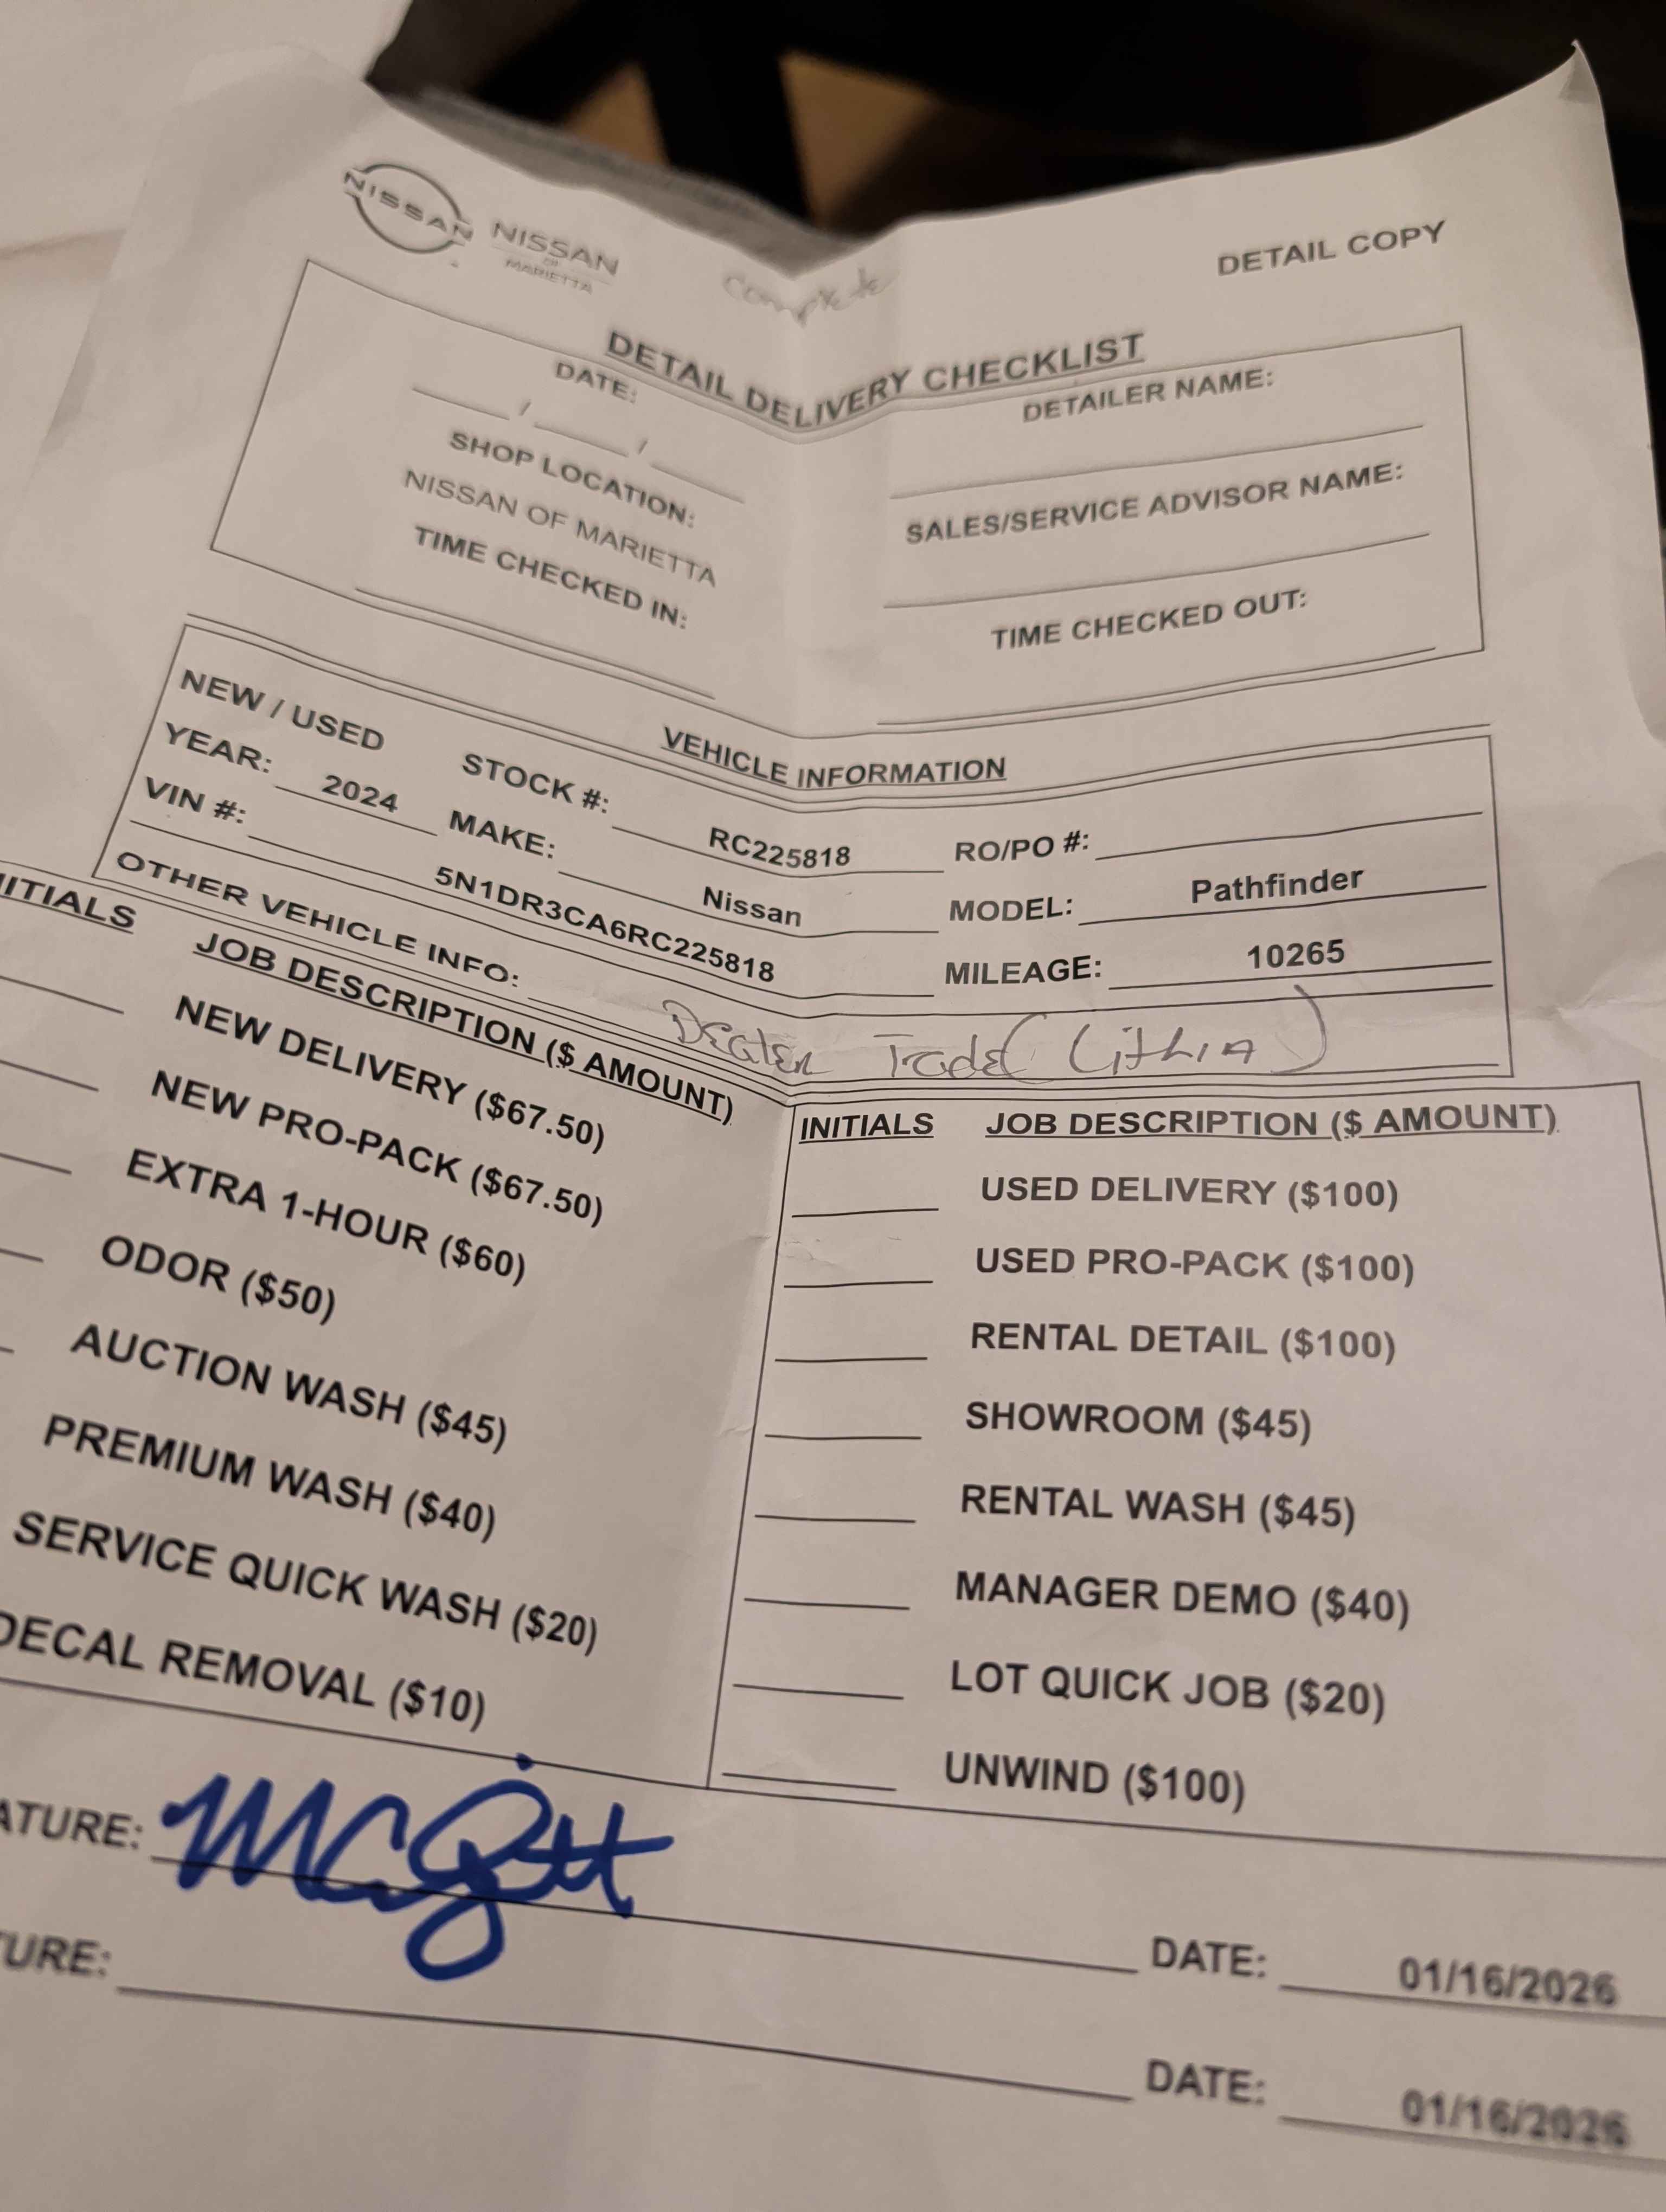 NISSAN
NISSAN
OF
MARIETTA
Complete
DETAIL COPY
DETAIL DELIVERY CHECKLIST
DATE:
/ /
SHOP LOCATION:
NISSAN OF MARIETTA
TIME CHECKED IN:
DETAILER NAME:
SALES/SERVICE ADVISOR NAME:
TIME CHECKED OUT:
VEHICLE INFORMATION
NEW / USED STOCK #: RC225818 RO/PO #:
YEAR: 2024 MAKE: Nissan MODEL: Pathfinder
VIN #: 5N1DR3CA6RC225818 MILEAGE: 10265
OTHER VEHICLE INFO: Dealer Trade (Lithia)
ITIALS JOB DESCRIPTION ($ AMOUNT)
NEW DELIVERY ($67.50)
NEW PRO-PACK ($67.50)
EXTRA 1-HOUR ($60)
ODOR ($50)
AUCTION WASH ($45)
PREMIUM WASH ($40)
SERVICE QUICK WASH ($20)
DECAL REMOVAL ($10)
INITIALS JOB DESCRIPTION ($ AMOUNT)
USED DELIVERY ($100)
USED PRO-PACK ($100)
RENTAL DETAIL ($100)
SHOWROOM ($45)
RENTAL WASH ($45)
MANAGER DEMO ($40)
LOT QUICK JOB ($20)
UNWIND ($100)
ATURE: DATE: 01/16/2026
TURE: DATE: 01/16/2026